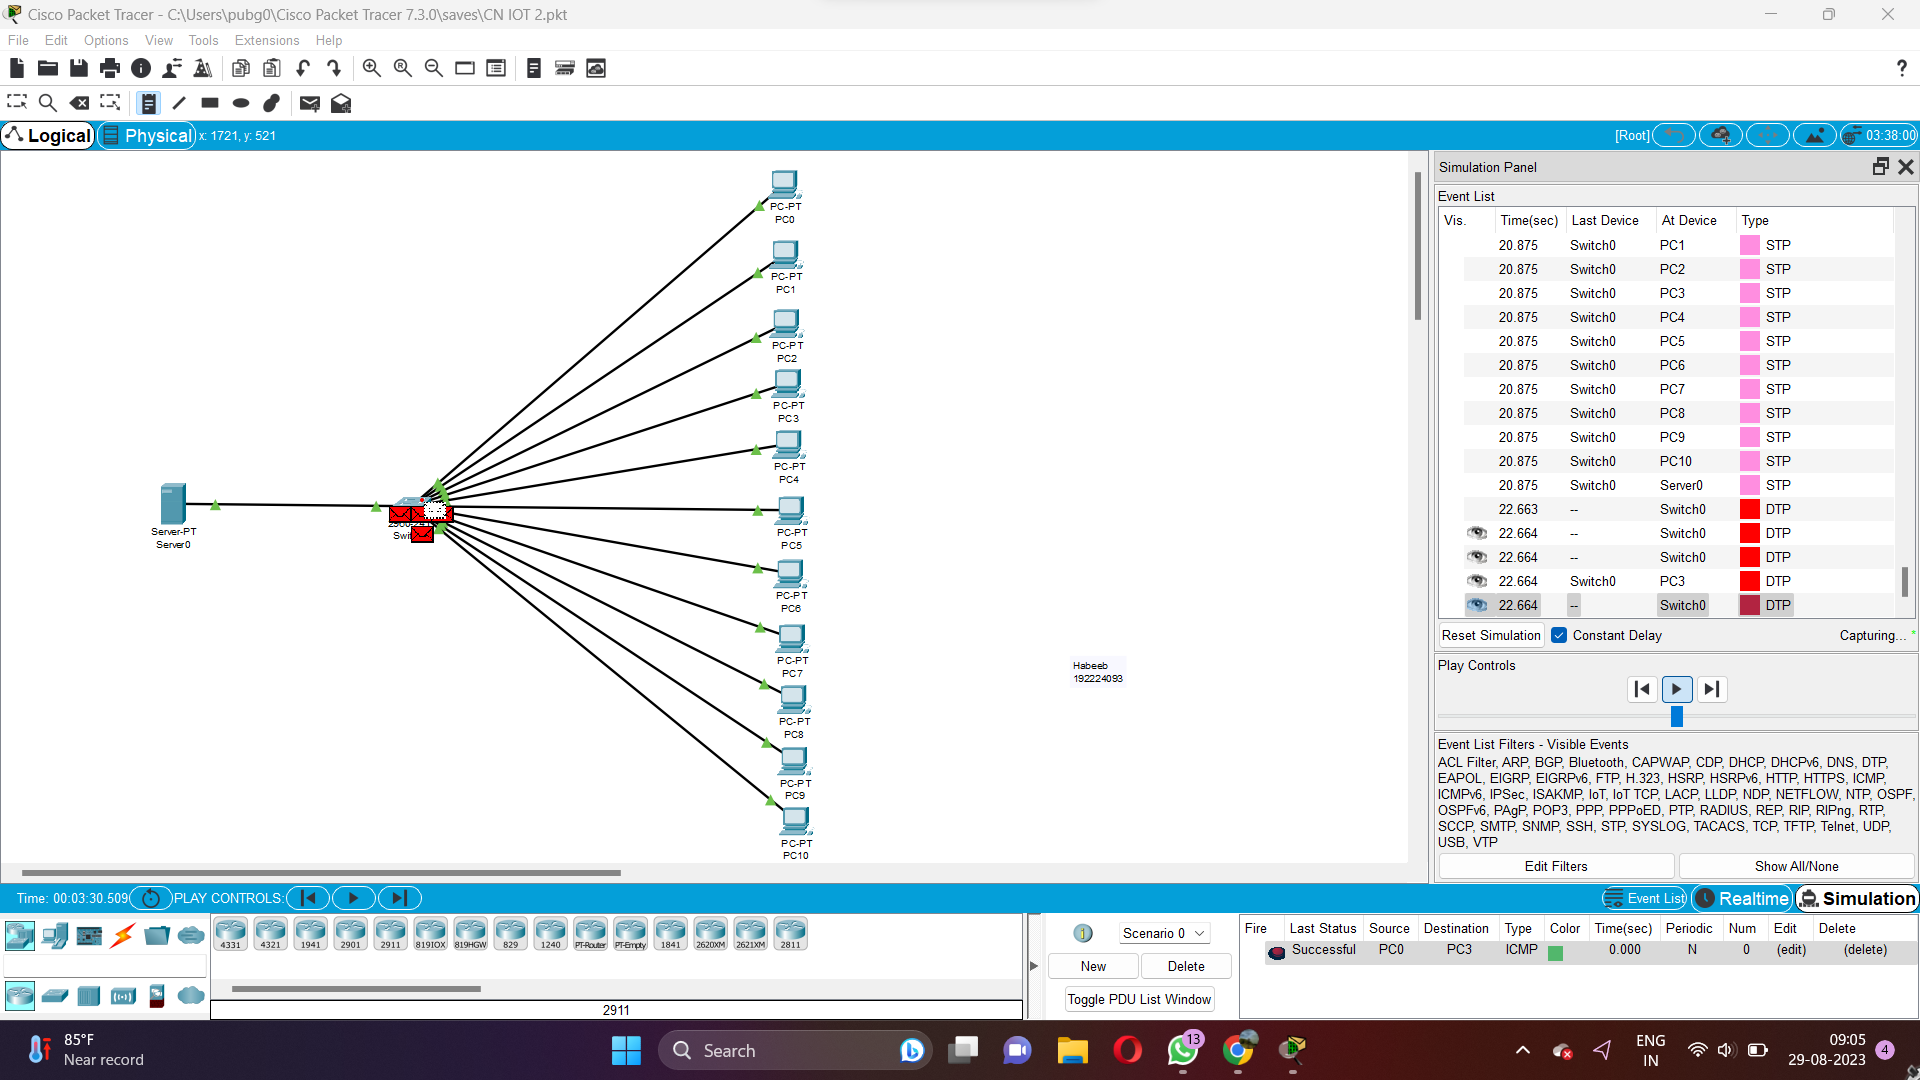 Cisco Packet Tracer - C:\Users\pubg0\Cisco Packet Tracer 7.3.0\saves\CN IOT 2.pkt
File Edit Options View Tools Extensions Help
Logical Physical x: 1721, y: 521 [Root] 03:38:00
PC-PT
PC0
PC-PT
PC1
PC-PT
PC2
PC-PT
PC3
PC-PT
PC4
PC-PT
PC5
PC-PT
PC6
PC-PT
PC7
PC-PT
PC8
PC-PT
PC9
PC-PT
PC10
Server-PT
Server0
Habeeb
192224093
Simulation Panel
Event List
Vis. Time(sec) Last Device At Device Type
20.875 Switch0 PC1 STP
20.875 Switch0 PC2 STP
20.875 Switch0 PC3 STP
20.875 Switch0 PC4 STP
20.875 Switch0 PC5 STP
20.875 Switch0 PC6 STP
20.875 Switch0 PC7 STP
20.875 Switch0 PC8 STP
20.875 Switch0 PC9 STP
20.875 Switch0 PC10 STP
20.875 Switch0 Server0 STP
22.663 -- Switch0 DTP
22.664 -- Switch0 DTP
22.664 -- Switch0 DTP
22.664 Switch0 PC3 DTP
22.664 -- Switch0 DTP
Reset Simulation Constant Delay Capturing... *
Play Controls
Event List Filters - Visible Events
ACL Filter, ARP, BGP, Bluetooth, CAPWAP, CDP, DHCP, DHCPv6, DNS, DTP,
EAPOL, EIGRP, EIGRPv6, FTP, H.323, HSRP, HSRPv6, HTTP, HTTPS, ICMP,
ICMPv6, IPSec, ISAKMP, IoT, IoT TCP, LACP, LLDP, NDP, NETFLOW, NTP, OSPF,
OSPFv6, PAgP, POP3, PPP, PPPoED, PTP, RADIUS, REP, RIP, RIPng, RTP,
SCCP, SMTP, SNMP, SSH, STP, SYSLOG, TACACS, TCP, TFTP, Telnet, UDP,
USB, VTP
Edit Filters Show All/None
Time: 00:03:30.509 PLAY CONTROLS: Event List Realtime Simulation
4331 4321 1941 2901 2911 819IOX 819HGW 829 1240 PT-Router PT-Empty 1841 2620XM 2621XM 2811
2911
1 Scenario 0
New Delete
Toggle PDU List Window
Fire Last Status Source Destination Type Color Time(sec) Periodic Num Edit Delete
Successful PC0 PC3 ICMP 0.000 N 0 (edit) (delete)
85°F
Near record
Search
13
ENG
IN
09:05
29-08-2023
4